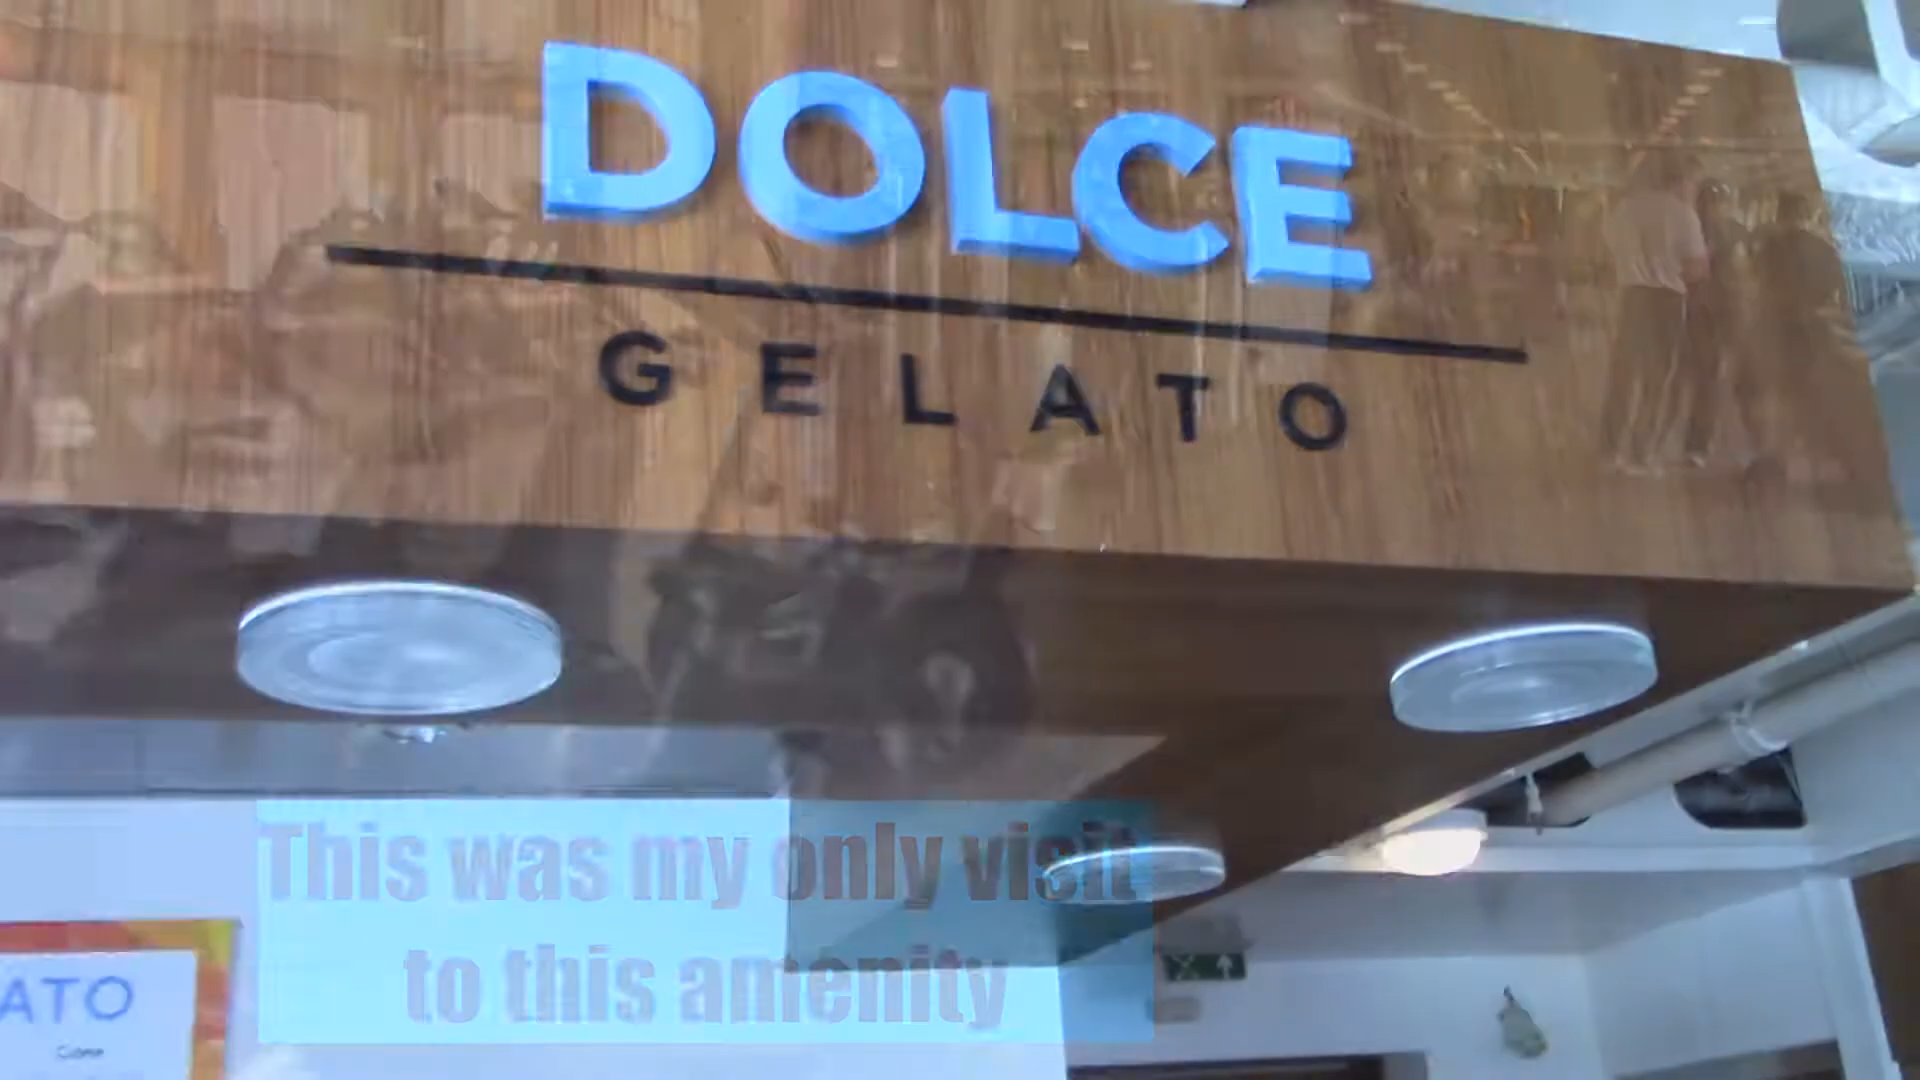 DOLCE
GELATO
This was my only visit
to this amenity
ATO